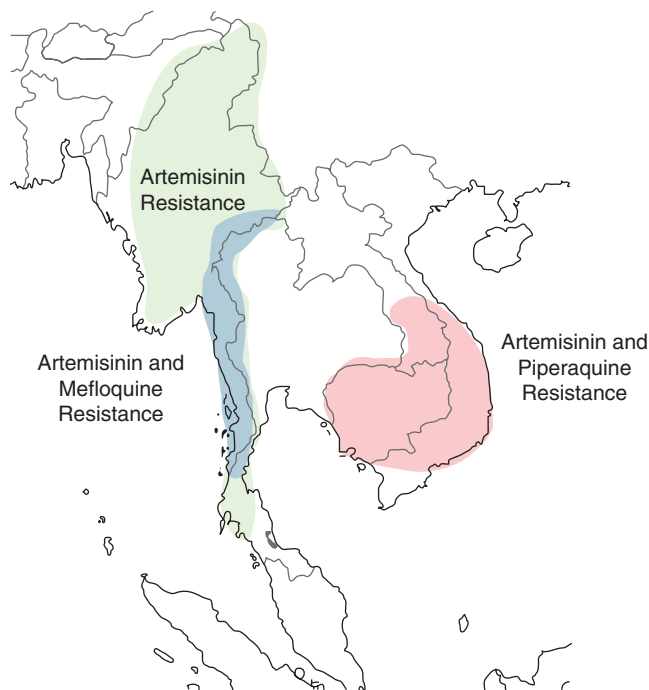 Artemisinin
Resistance
Artemisinin and
Mefloquine
Resistance
Artemisinin and
Piperaquine
Resistance